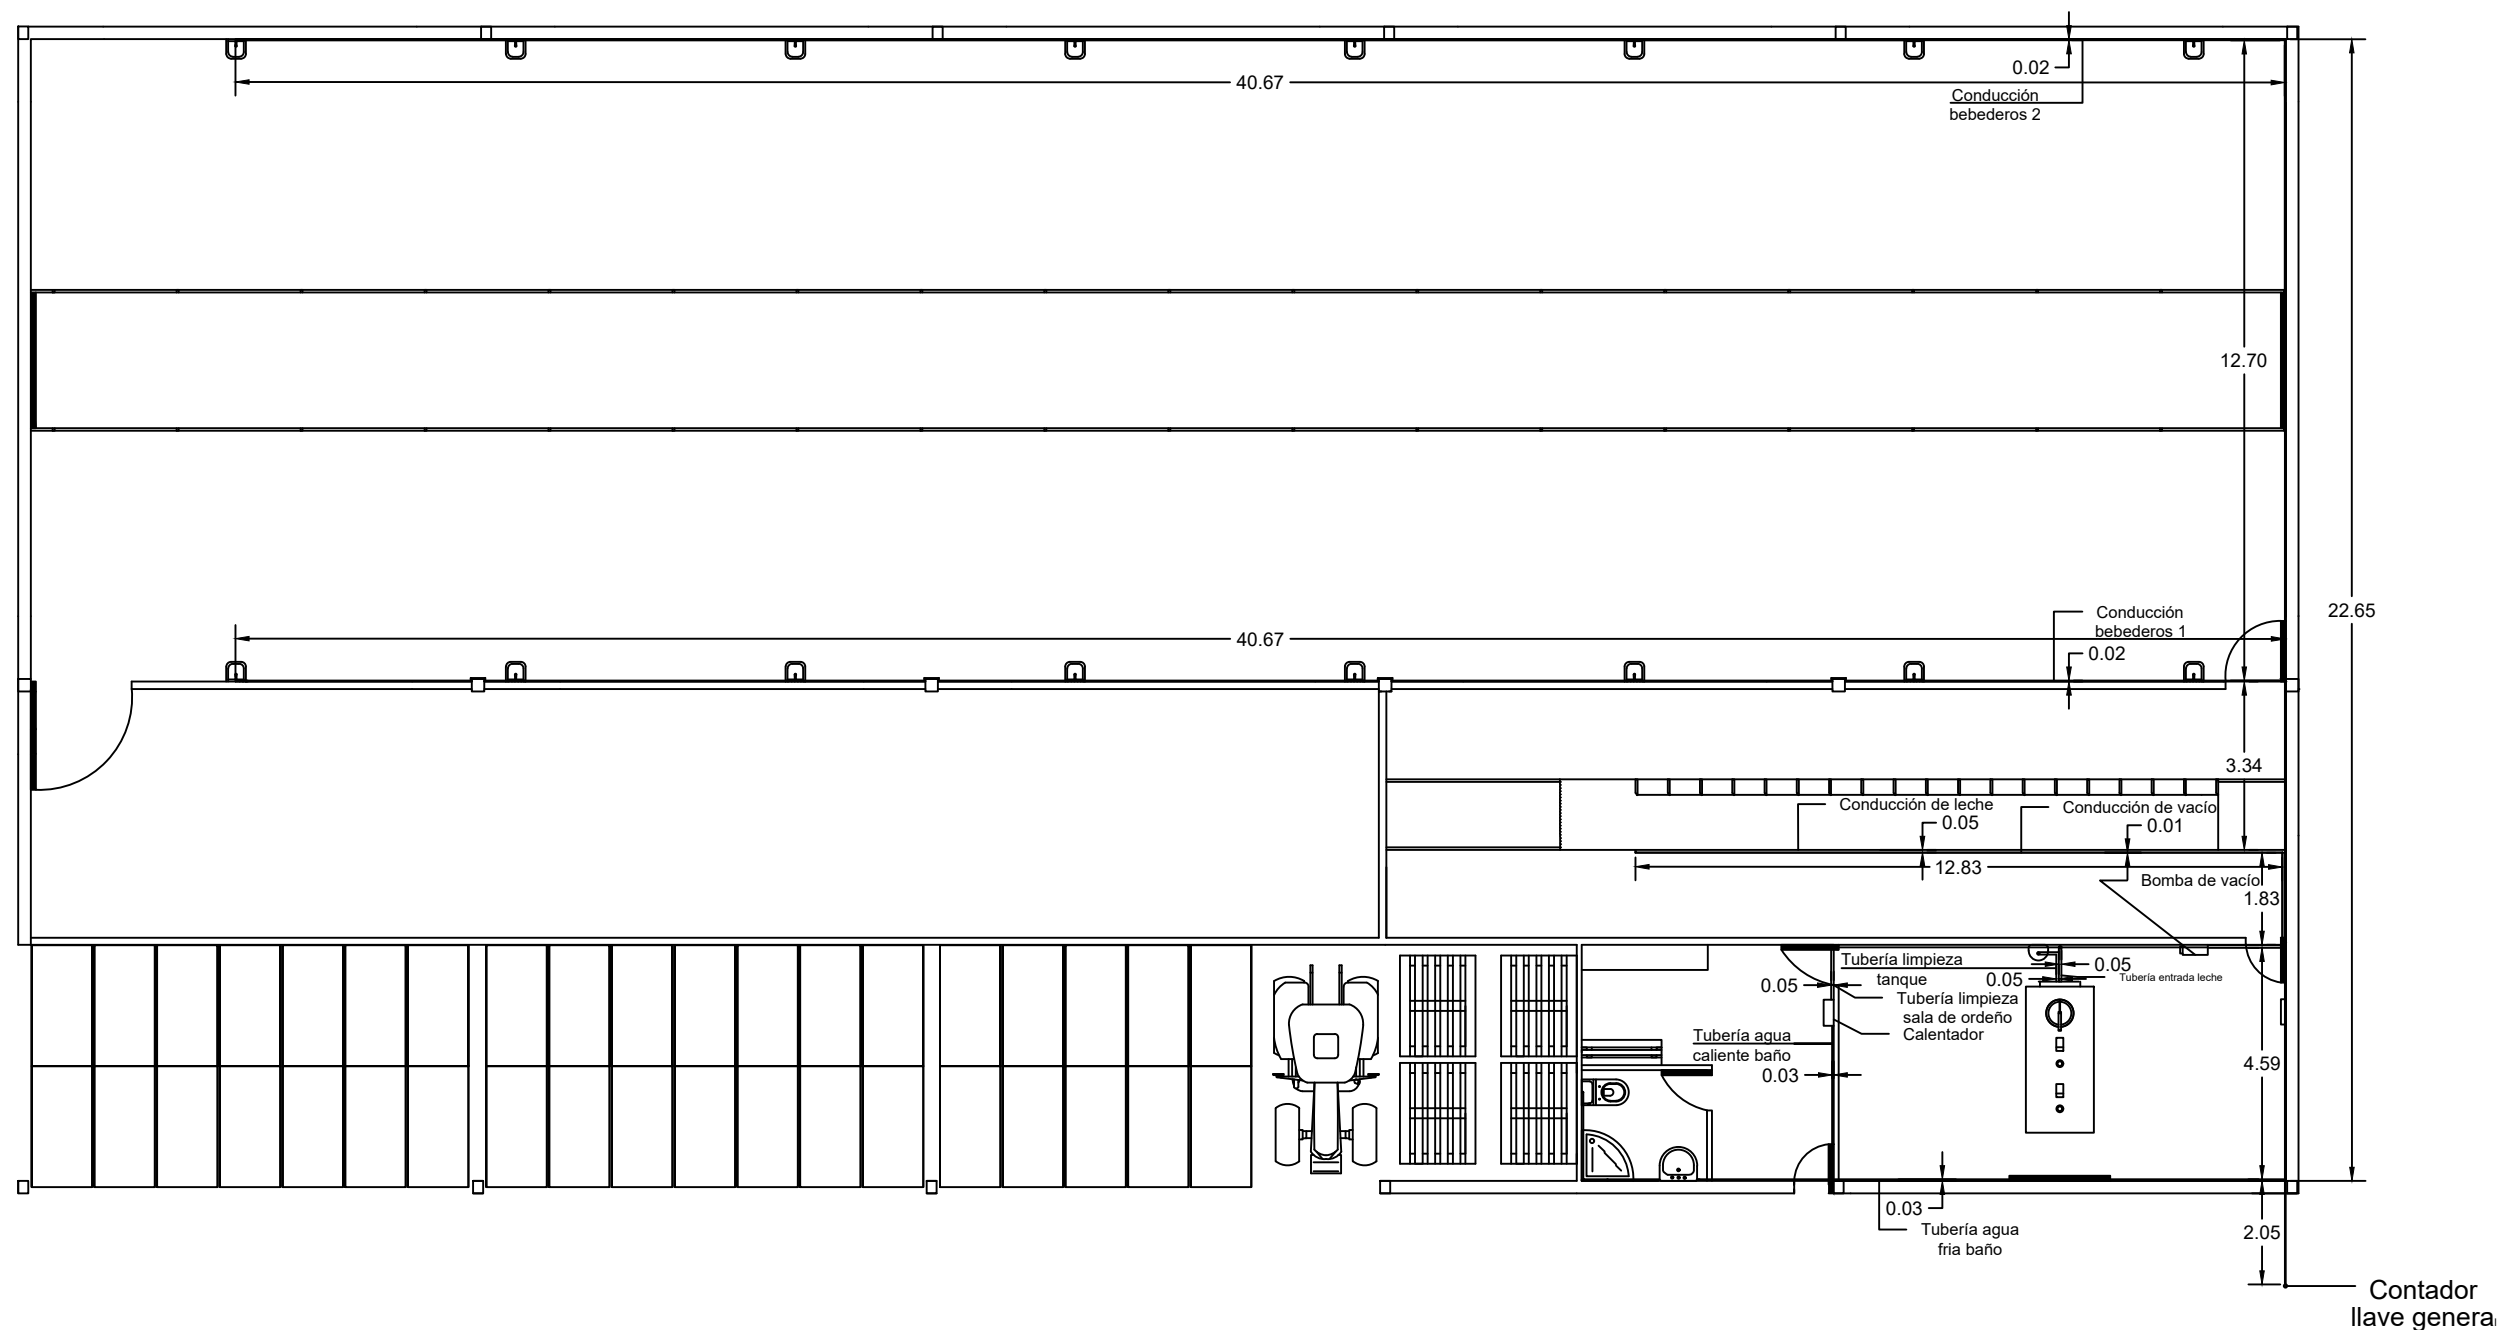 0.02
40.67
Conducción
bebederos 2
12.70
22.65
Conducción
bebederos 1
40.67
0.02
3.34
Conducción de leche
0.05
Conducción de vacío
0.01
12.83
Bomba de vacío
1.83
Tubería limpieza
tanque
0.05
0.05
Tubería entrada leche
0.05
Tubería limpieza
sala de ordeño
Calentador
Tubería agua
caliente baño
0.03
4.59
0.03
Tubería agua
fria baño
2.05
Contador
llave genera